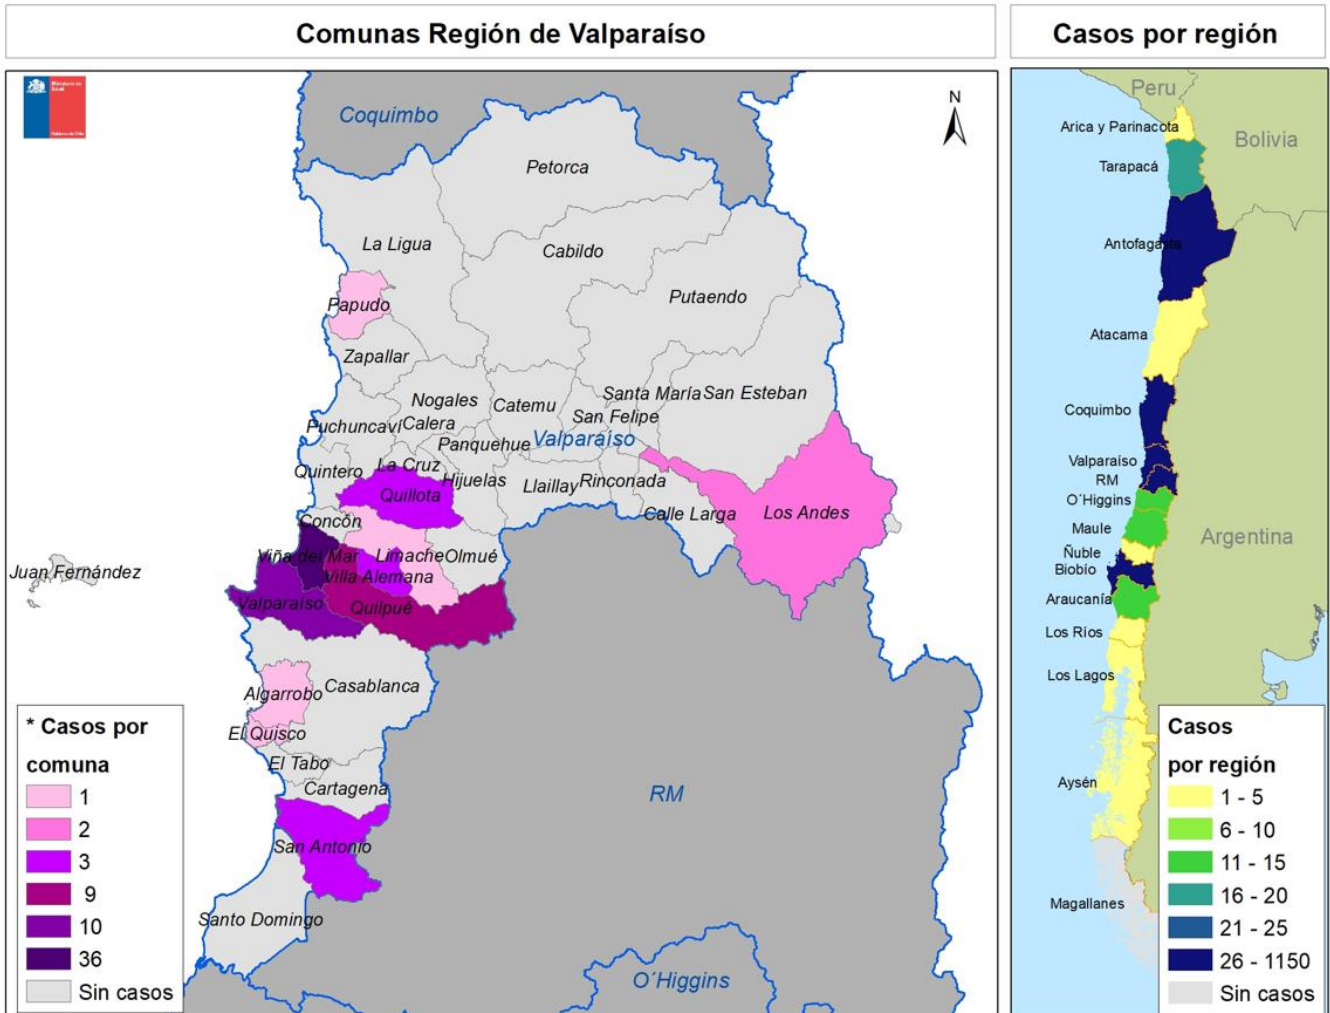 Comunas Región de Valparaíso
Casos por región
Coquimbo
N
Petorca
La Ligua
Cabildo
Putaendo
Papudo
Zapallar
Santa María
San Esteban
Nogales
Catemu
San Felipe
Puchuncaví
Calera
Panquehue
Valparaíso
Quintero
La Cruz
Hijuelas
Llaillay
Rinconada
Quillota
Calle Larga
Los Andes
Concón
Viña del Mar
Limache
Olmué
Juan Fernández
Villa Alemana
Valparaíso
Quilpué
Algarrobo
Casablanca
El Quisco
El Tabo
Cartagena
RM
San Antonio
Santo Domingo
O´Higgins
* Casos por
comuna
1
2
3
9
10
36
Sin casos
Peru
Bolivia
Arica y Parinacota
Tarapacá
Antofagasta
Atacama
Coquimbo
Valparaíso
RM
O´Higgins
Maule
Argentina
Ñuble
Biobío
Araucanía
Los Ríos
Los Lagos
Aysén
Magallanes
Casos
por región
1 - 5
6 - 10
11 - 15
16 - 20
21 - 25
26 - 1150
Sin casos